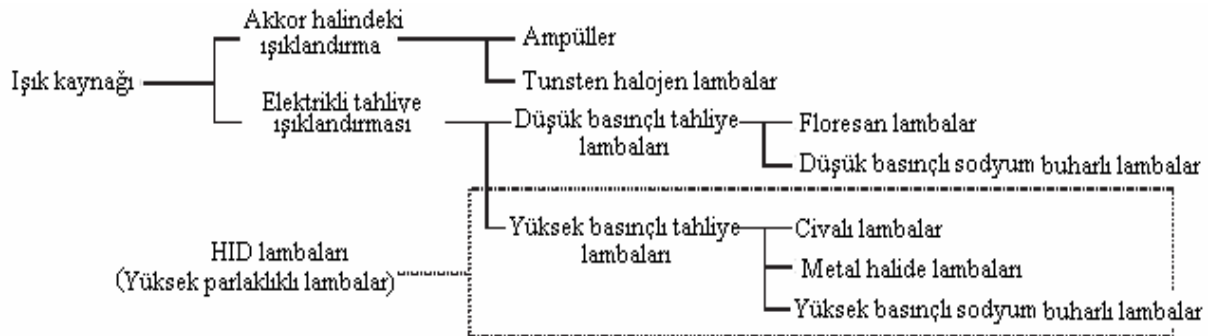 Akkor halindeki
ışıklandırma
Ampüller
Işık kaynağı
Tunsten halojen lambalar
Elektrikli tahliye
ışıklandırması
Düşük basınçlı tahliye
lambaları
Floresan lambalar
Düşük basınçlı sodyum buharlı lambalar
HID lambaları
(Yüksek parlaklıklı lambalar)
Yüksek basınçlı tahliye
lambaları
Civalı lambalar
Metal halide lambaları
Yüksek basınçlı sodyum buharlı lambalar